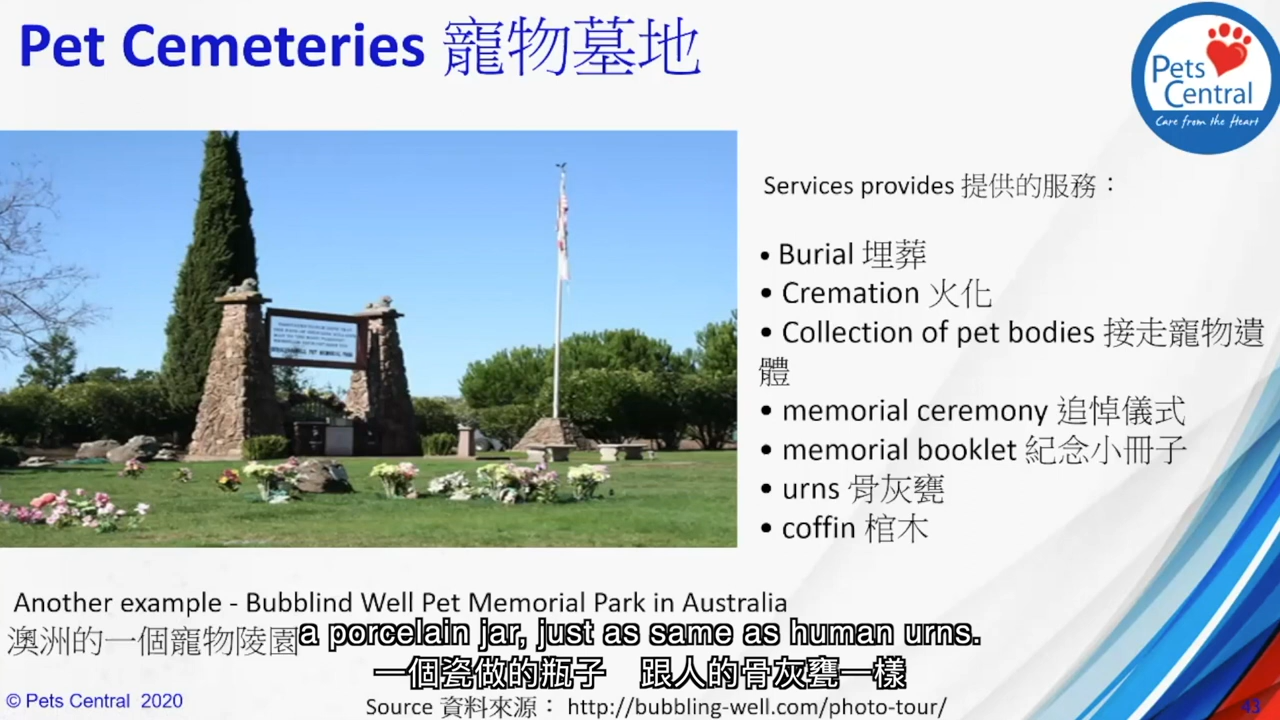 Pet Cemeteries 寵物墓地
Pets
Central
Care from the Heart
Services provides 提供的服務：
• Burial 埋葬
• Cremation 火化
• Collection of pet bodies 接走寵物遺
體
• memorial ceremony 追悼儀式
• memorial booklet 紀念小冊子
• urns 骨灰甕
• coffin 棺木
Another example - Bubblind Well Pet Memorial Park in Australia
澳洲的一個寵物陵園
a porcelain jar, just as same as human urns.
一個瓷做的瓶子 跟人的骨灰甕一樣
© Pets Central 2020
Source 資料來源： http://bubbling-well.com/photo-tour/
43